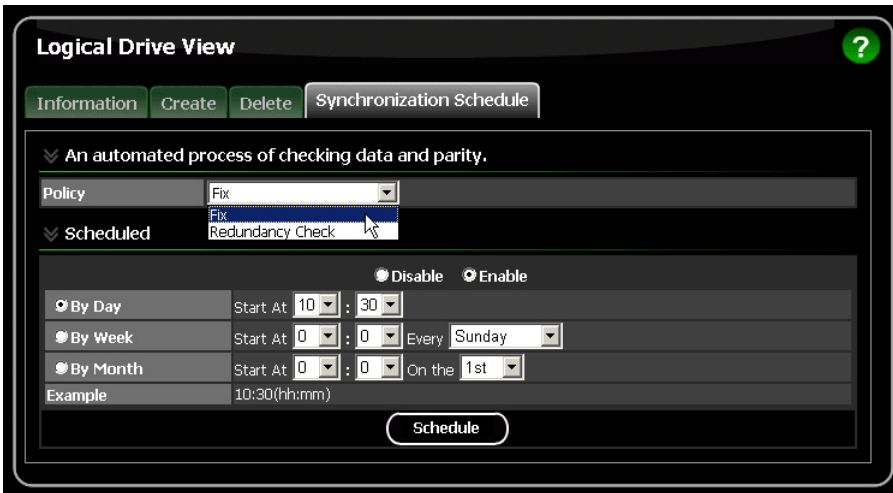 Logical Drive View ?
Information Create Delete Synchronization Schedule
An automated process of checking data and parity.
Policy Fix
Fix
Redundancy Check
Scheduled
Disable Enable
By Day Start At 10 : 30
By Week Start At 0 : 0 Every Sunday
By Month Start At 0 : 0 On the 1st
Example 10:30(hh:mm)
Schedule